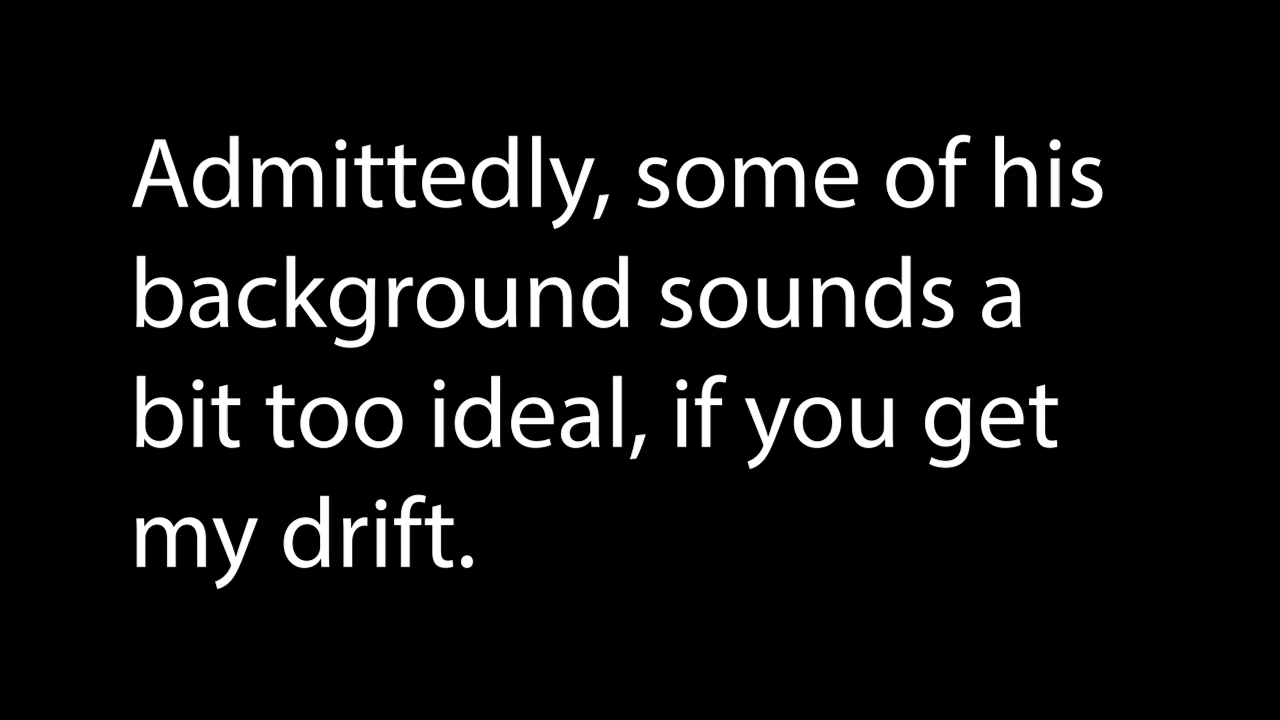 Admittedly, some of his
background sounds a
bit too ideal, if you get
my drift.